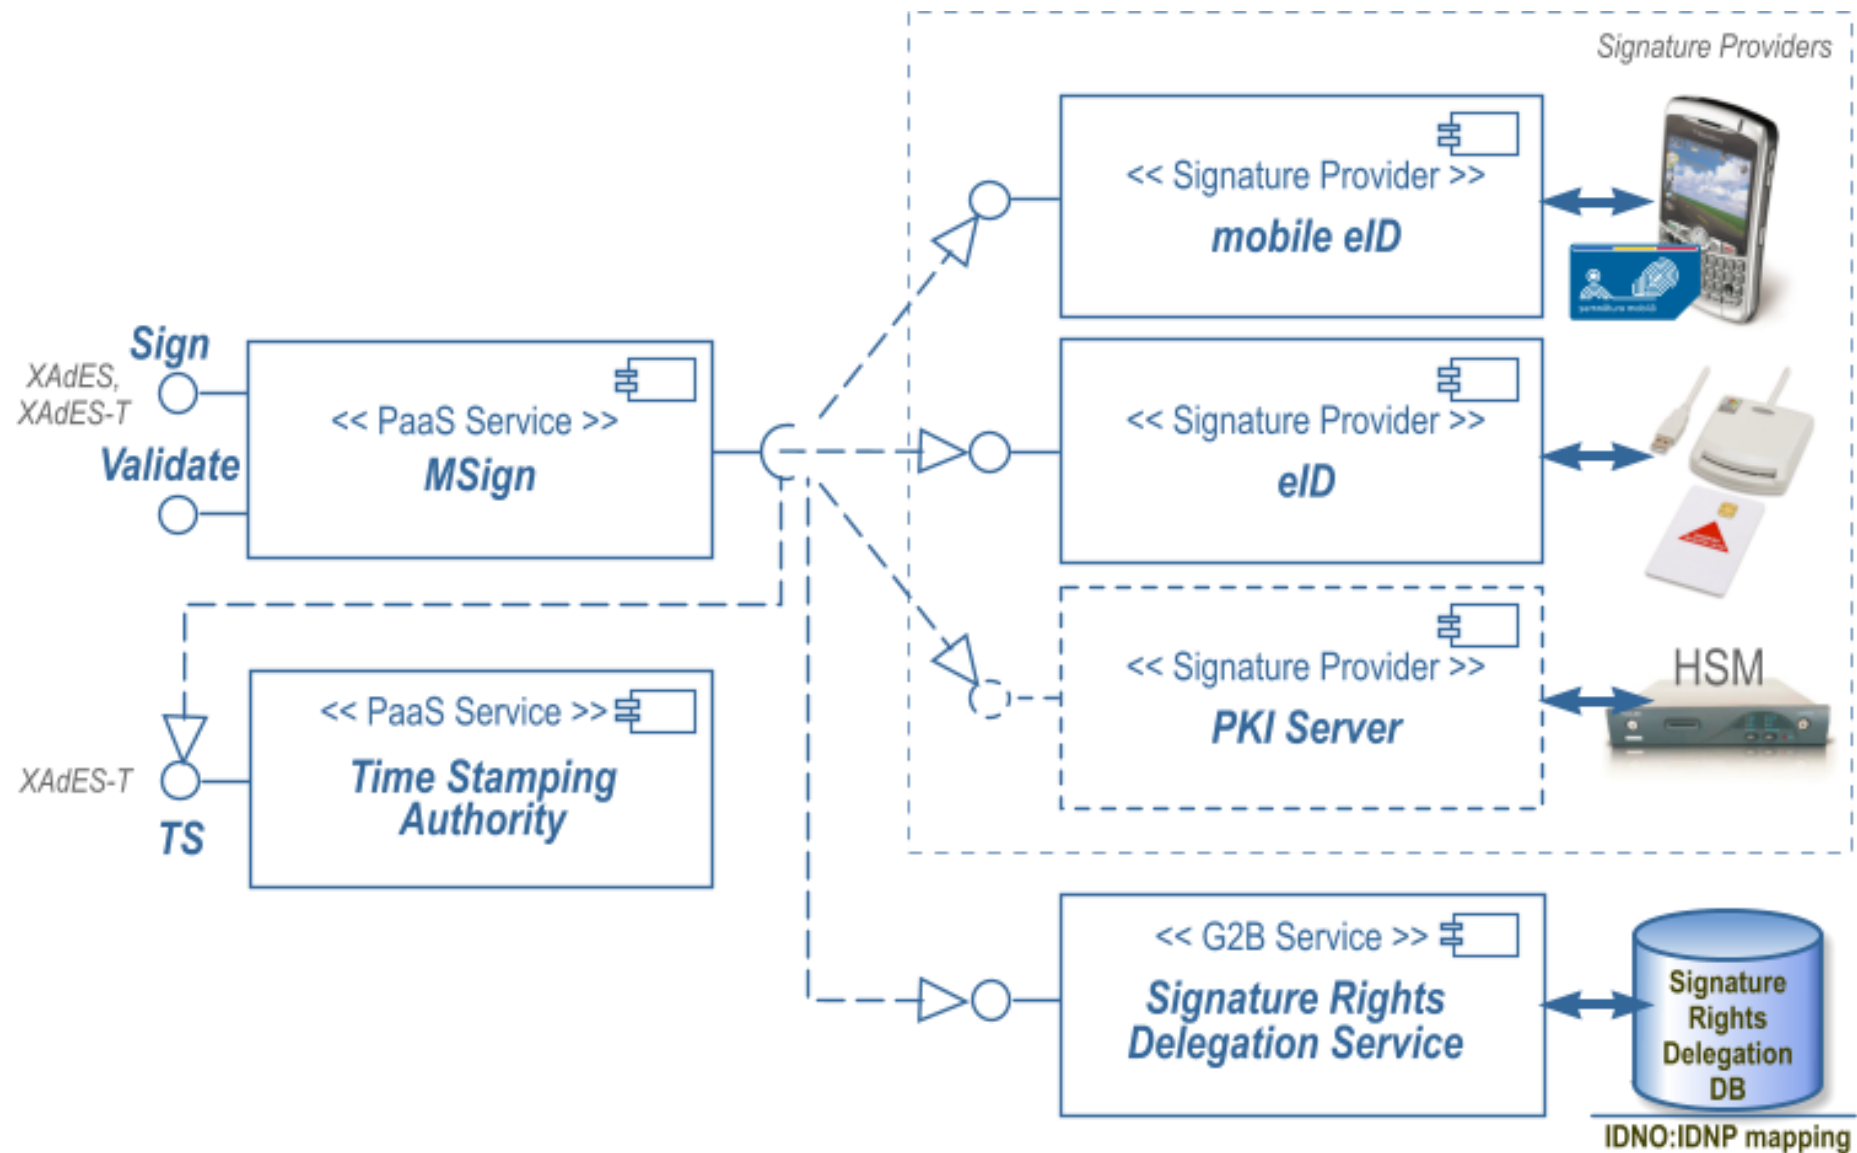 Signature Providers
<< Signature Provider >>
mobile eID
Sign
XAdES,
XAdES-T
Validate
<< PaaS Service >>
MSign
<< Signature Provider >>
eID
<< Signature Provider >>
PKI Server
HSM
<< PaaS Service >>
Time Stamping
Authority
XAdES-T
TS
<< G2B Service >>
Signature Rights
Delegation Service
Signature
Rights
Delegation
DB
IDNO:IDNP mapping